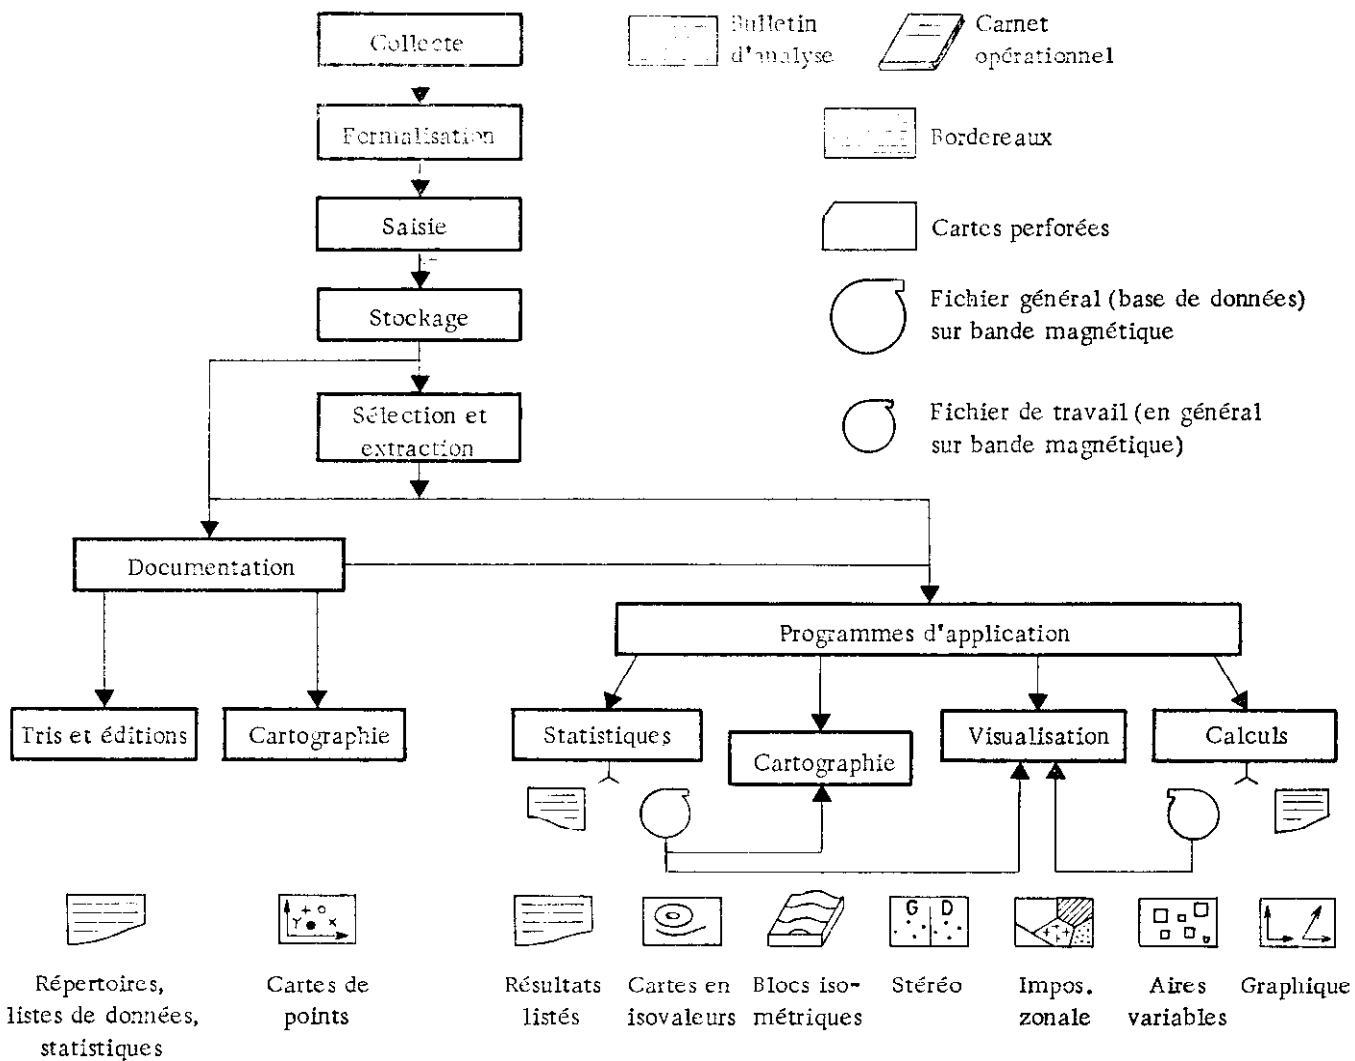 Collecte
Bulletin
d'analyse
Carnet
opérationnel
Formalisation
Bordereaux
Saisie
Cartes perforées
Stockage
Fichier général (base de données)
sur bande magnétique
Sélection et
extraction
Fichier de travail (en général
sur bande magnétique)
Documentation
Programmes d'application
Tris et éditions
Cartographie
Statistiques
Cartographie
Visualisation
Calculs
G D
Répertoires,
listes de données,
statistiques
Cartes de
points
Résultats
listés
Cartes en
isovaleurs
Blocs iso-
métriques
Stéréo
Impos.
zonale
Aires
variables
Graphique